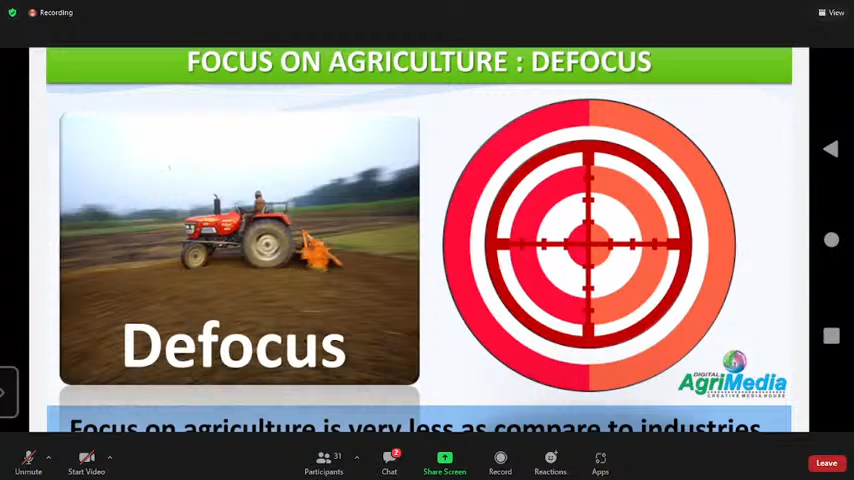 Recording
View
FOCUS ON AGRICULTURE : DEFOCUS
Defocus
DIGITAL
AgriMedia
CREATIVE MEDIA HOUSE
Focus on agriculture is very less as compare to industries
Unmute
Start Video
31
Participants
2
Chat
Share Screen
Record
Reactions
Apps
Leave